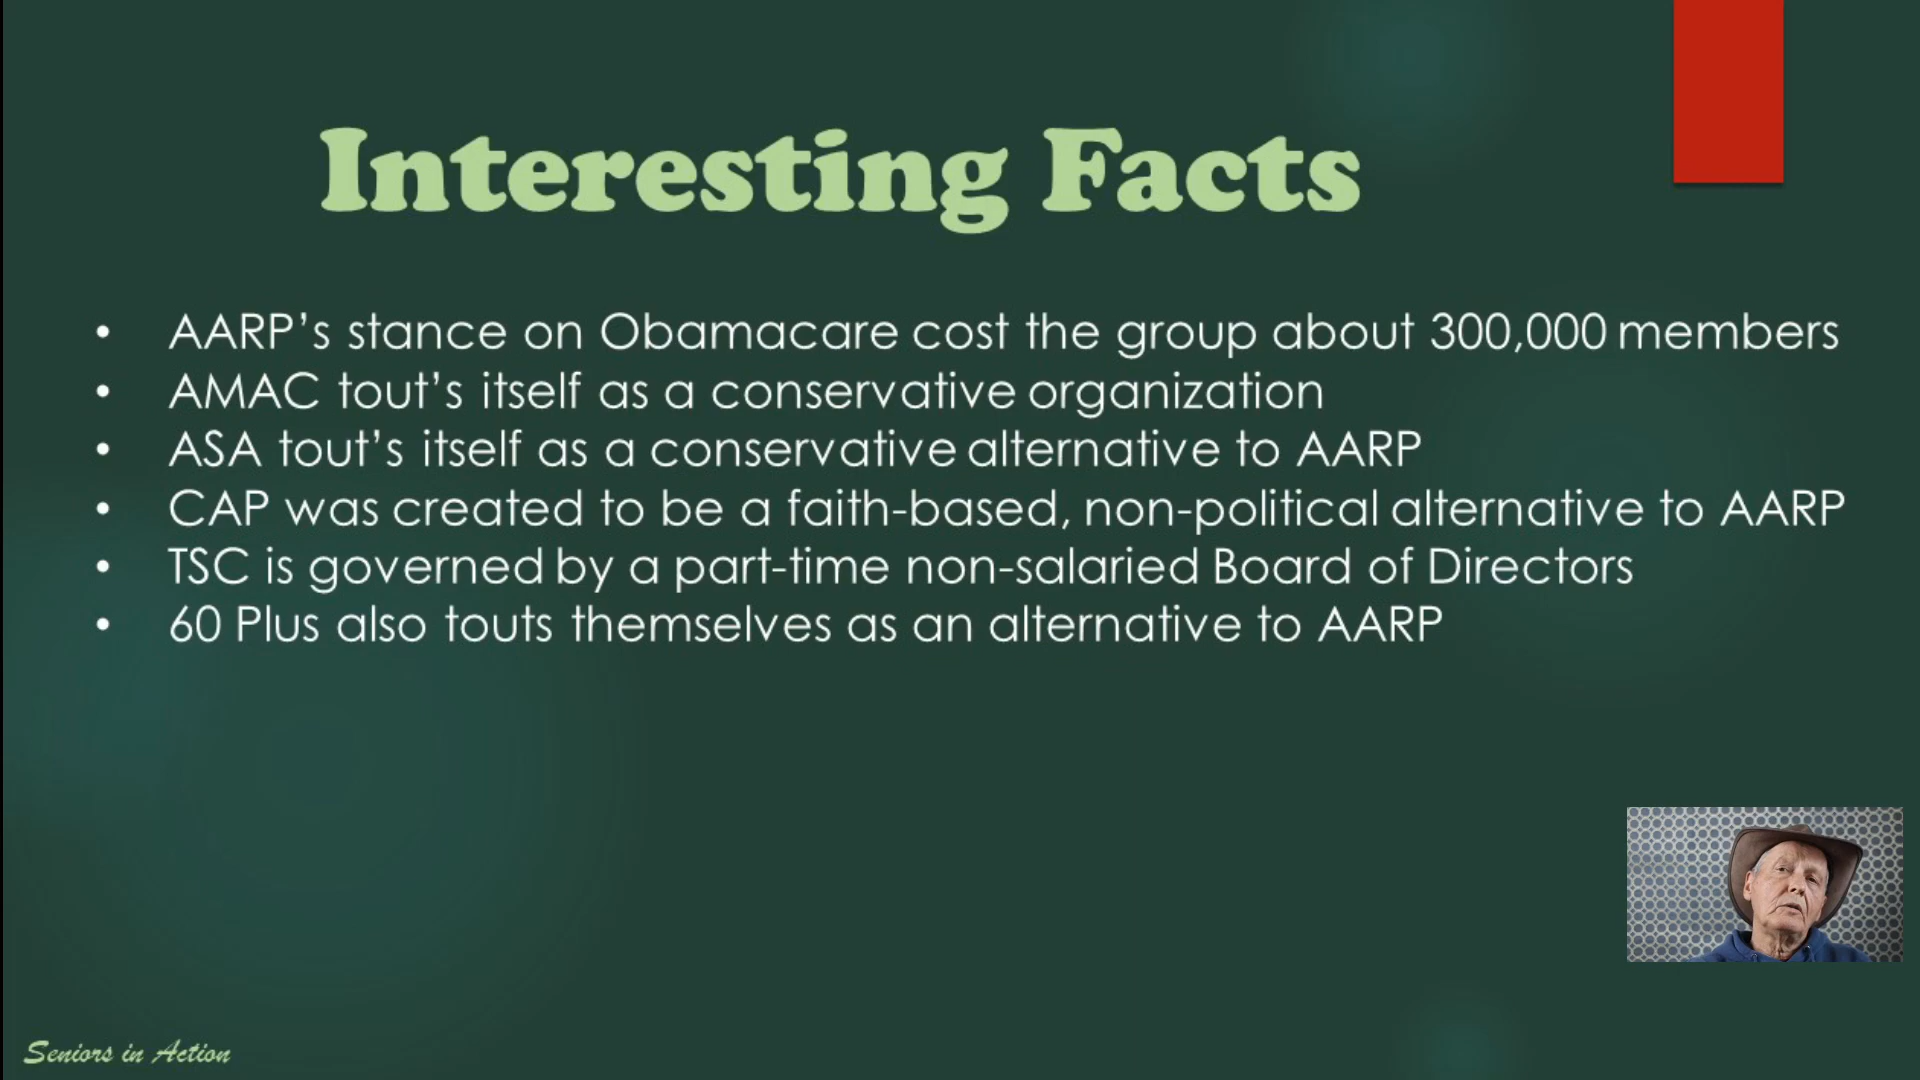 Interesting Facts
• AARP’s stance on Obamacare cost the group about 300,000 members
• AMAC tout’s itself as a conservative organization
• ASA tout’s itself as a conservative alternative to AARP
• CAP was created to be a faith-based, non-political alternative to AARP
• TSC is governed by a part-time non-salaried Board of Directors
• 60 Plus also touts themselves as an alternative to AARP
Seniors in Action